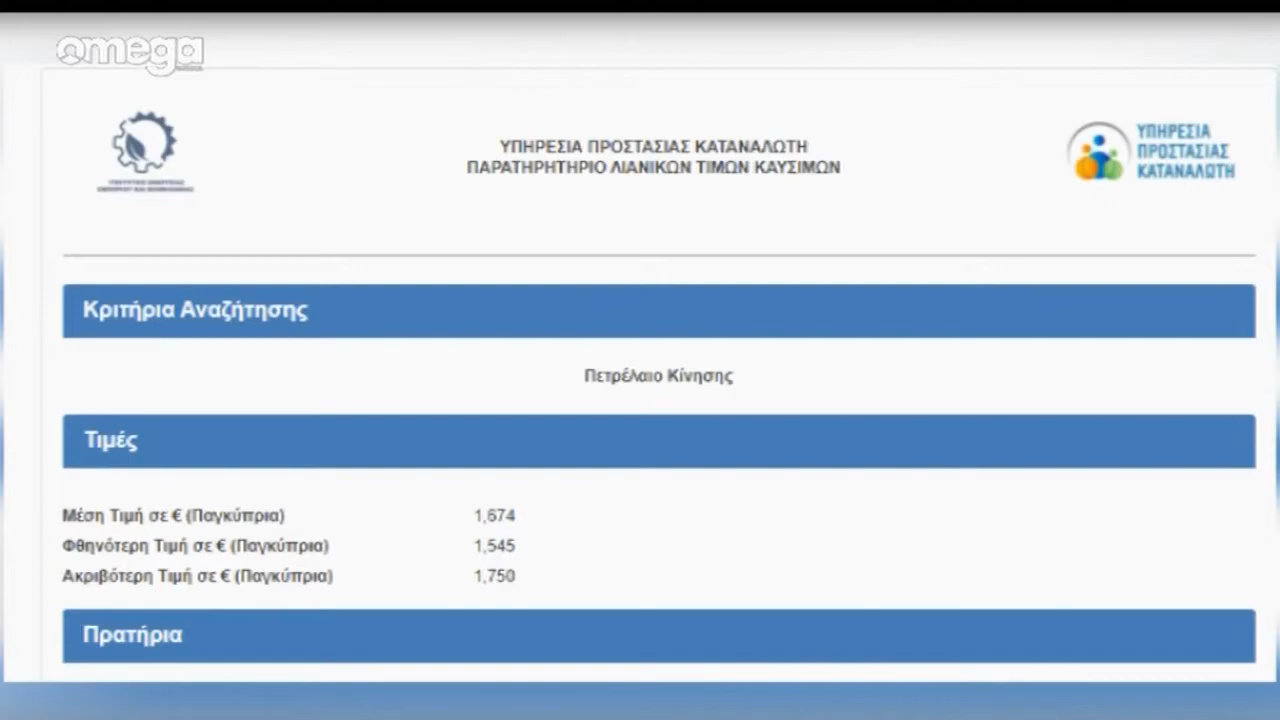 omega
ΥΠΗΡΕΣΙΑ ΠΡΟΣΤΑΣΙΑΣ ΚΑΤΑΝΑΛΩΤΗ
ΠΑΡΑΤΗΡΗΤΗΡΙΟ ΛΙΑΝΙΚΩΝ ΤΙΜΩΝ ΚΑΥΣΙΜΩΝ
ΥΠΗΡΕΣΙΑ
ΠΡΟΣΤΑΣΙΑΣ
ΚΑΤΑΝΑΛΩΤΗ
Κριτήρια Αναζήτησης
Πετρέλαιο Κίνησης
Τιμές
Μέση Τιμή σε € (Παγκύπρια) 1,674
Φθηνότερη Τιμή σε € (Παγκύπρια) 1,545
Ακριβότερη Τιμή σε € (Παγκύπρια) 1,750
Πρατήρια